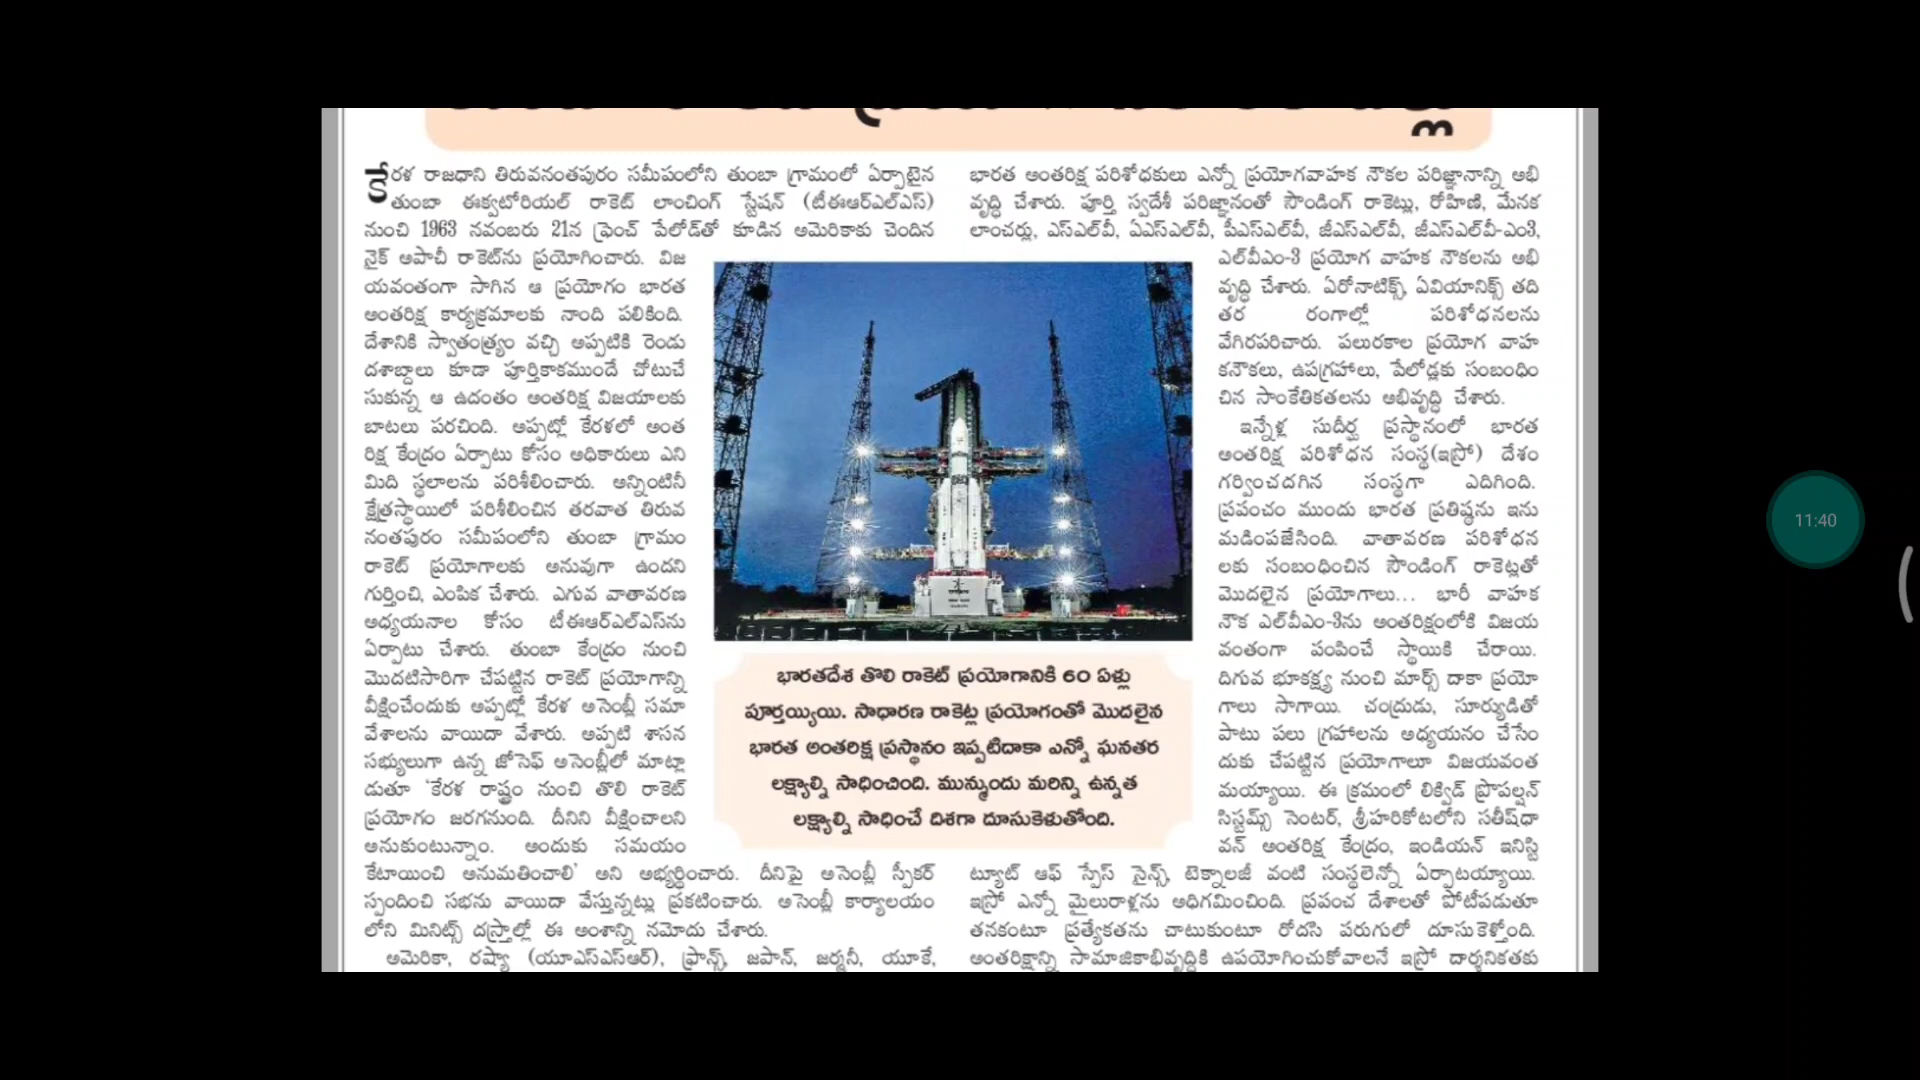 కేరళ రాజధాని తిరువనంతపురం సమీపంలోని తుంబా గ్రామంలో ఏర్పాటైన
తుంబా ఈక్వటోరియల్ రాకెట్ లాంచింగ్ స్టేషన్ (టీఈఆర్ఎల్ఎస్)
నుంచి 1963 నవంబరు 21న ఫ్రెంచ్ పేలోడ్‌తో కూడిన అమెరికాకు చెందిన
నైక్ అపాచీ రాకెట్‌ను ప్రయోగించారు. విజ
యవంతంగా సాగిన ఆ ప్రయోగం భారత
అంతరిక్ష కార్యక్రమాలకు నాంది పలికింది.
దేశానికి స్వాతంత్ర్యం వచ్చి అప్పటికి రెండు
దశాబ్దాలు కూడా పూర్తికాకముందే చోటుచే
సుకున్న ఆ ఉదంతం అంతరిక్ష విజయాలకు
బాటలు పరచింది. అప్పట్లో కేరళలో అంత
రిక్ష కేంద్రం ఏర్పాటు కోసం అధికారులు ఎని
మిది స్థలాలను పరిశీలించారు. అన్నింటినీ
క్షేత్రస్థాయిలో పరిశీలించిన తరవాత తిరువ
నంతపురం సమీపంలోని తుంబా గ్రామం
రాకెట్ ప్రయోగాలకు అనువుగా ఉందని
గుర్తించి, ఎంపిక చేశారు. ఎగువ వాతావరణ
అధ్యయనాల కోసం టీఈఆర్ఎల్ఎస్‌ను
ఏర్పాటు చేశారు. తుంబా కేంద్రం నుంచి
మొదటిసారిగా చేపట్టిన రాకెట్ ప్రయోగాన్ని
వీక్షించేందుకు అప్పట్లో కేరళ అసెంబ్లీ సమా
వేశాలను వాయిదా వేశారు. అప్పటి శాసన
సభ్యులుగా ఉన్న జోసెఫ్ అసెంబ్లీలో మాట్లా
డుతూ 'కేరళ రాష్ట్రం నుంచి తొలి రాకెట్
ప్రయోగం జరగనుంది. దీనిని వీక్షించాలని
అనుకుంటున్నాం. అందుకు సమయం
కేటాయించి అనుమతించాలి' అని అభ్యర్థించారు. దీనిపై అసెంబ్లీ స్పీకర్
స్పందించి సభను వాయిదా వేస్తున్నట్లు ప్రకటించారు. అసెంబ్లీ కార్యాలయం
లోని మినిట్స్ దస్త్రాల్లో ఈ అంశాన్ని నమోదు చేశారు.
అమెరికా, రష్యా (యూఎస్ఎస్ఆర్), ఫ్రాన్స్, జపాన్, జర్మనీ, యూకే,
భారతదేశ తొలి రాకెట్ ప్రయోగానికి 60 ఏళ్లు
పూర్తయ్యియి. సాధారణ రాకెట్ల ప్రయోగంతో మొదలైన
భారత అంతరిక్ష ప్రస్థానం ఇప్పటిదాకా ఎన్నో ఘనతర
లక్ష్యాల్ని సాధించింది. మున్ముందు మరిన్ని ఉన్నత
లక్ష్యాల్ని సాధించే దిశగా దూసుకెళుతోంది.
భారత అంతరిక్ష పరిశోధకులు ఎన్నో ప్రయోగవాహక నౌకల పరిజ్ఞానాన్ని అభి
వృద్ధి చేశారు. పూర్తి స్వదేశీ పరిజ్ఞానంతో సౌండింగ్ రాకెట్లు, రోహిణి, మేనక
లాంచర్లు, ఎస్ఎల్‌వీ, ఏఎస్ఎల్‌వీ, పీఎస్ఎల్‌వీ, జీఎస్ఎల్‌వీ, జీఎస్ఎల్‌వీ-ఎం3,
ఎల్‌వీఎం-3 ప్రయోగ వాహక నౌకలను అభి
వృద్ధి చేశారు. ఏరోనాటిక్స్, ఏవియానిక్స్ తది
తర రంగాల్లో పరిశోధనలను
వేగిరపరిచారు. పలురకాల ప్రయోగ వాహ
కనౌకలు, ఉపగ్రహాలు, పేలోడ్లకు సంబంధిం
చిన సాంకేతికతలను అభివృద్ధి చేశారు.
ఇన్నేళ్ల సుదీర్ఘ ప్రస్థానంలో భారత
అంతరిక్ష పరిశోధన సంస్థ(ఇస్రో) దేశం
గర్వించదగిన సంస్థగా ఎదిగింది.
ప్రపంచం ముందు భారత ప్రతిష్ఠను ఇను
మడింపజేసింది. వాతావరణ పరిశోధన
లకు సంబంధించిన సౌండింగ్ రాకెట్లతో
మొదలైన ప్రయోగాలు... భారీ వాహక
నౌక ఎల్‌వీఎం-3ను అంతరిక్షంలోకి విజయ
వంతంగా పంపించే స్థాయికి చేరాయి.
దిగువ భూకక్ష్య నుంచి మార్స్ దాకా ప్రయో
గాలు సాగాయి. చంద్రుడు, సూర్యుడితో
పాటు పలు గ్రహాలను అధ్యయనం చేసేం
దుకు చేపట్టిన ప్రయోగాలూ విజయవంత
మయ్యాయి. ఈ క్రమంలో లిక్విడ్ ప్రొపల్షన్
సిస్టమ్స్ సెంటర్, శ్రీహరికోటలోని సతీష్‌ధా
వన్ అంతరిక్ష కేంద్రం, ఇండియన్ ఇనిస్టి
ట్యూట్ ఆఫ్ స్పేస్ సైన్స్, టెక్నాలజీ వంటి సంస్థలెన్నో ఏర్పాటయ్యాయి.
ఇస్రో ఎన్నో మైలురాళ్లను అధిగమించింది. ప్రపంచ దేశాలతో పోటీపడుతూ
తనకంటూ ప్రత్యేకతను చాటుకుంటూ రోదసి పరుగులో దూసుకెళ్తోంది.
అంతరిక్షాన్ని సామాజికాభివృద్ధికి ఉపయోగించుకోవాలనే ఇస్రో దార్శనికతకు
11:40